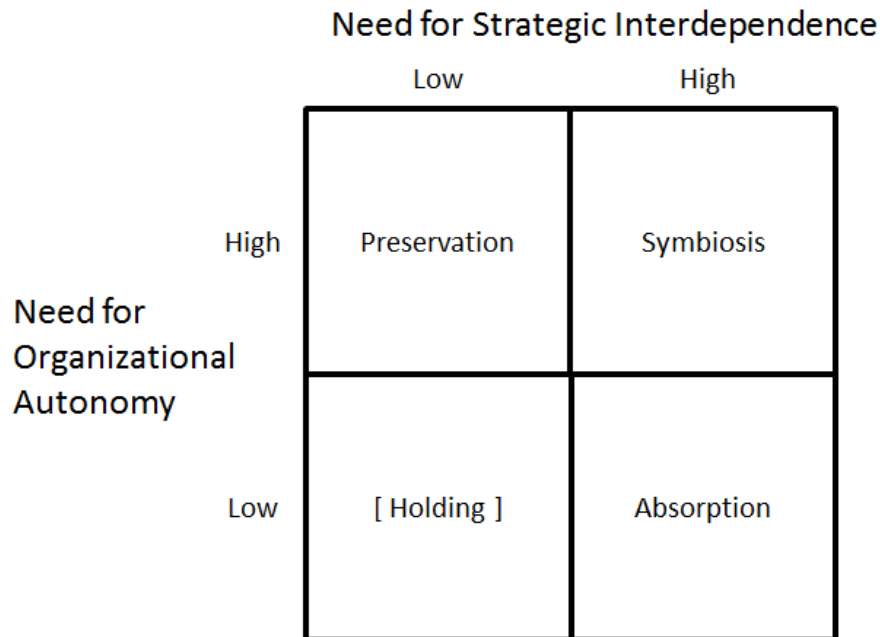 Need for Strategic Interdependence
Low High
High Preservation Symbiosis
Need for
Organizational
Autonomy
Low [ Holding ] Absorption